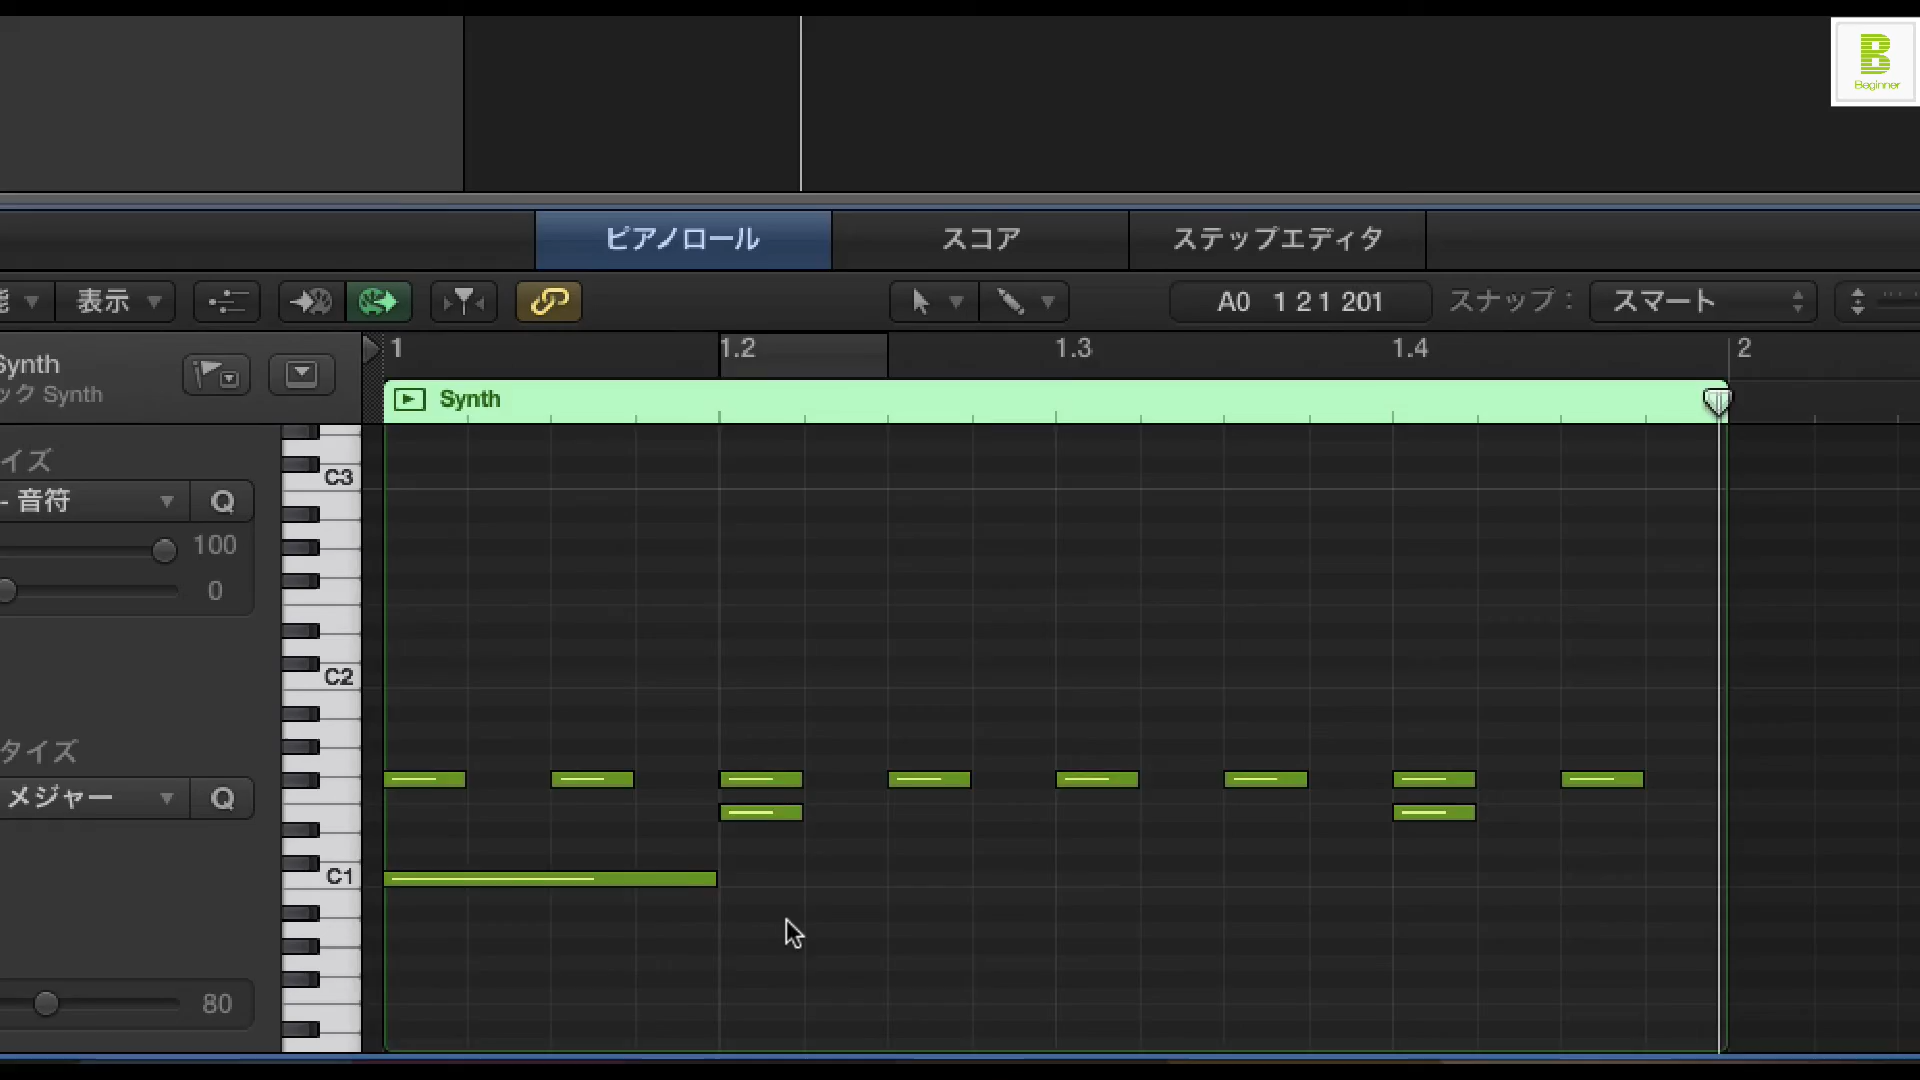 B
Beginner
ピアノロール スコア ステップエディタ
表示 A0 1 2 1 201 スナップ： スマート
1 1.2 1.3 1.4 2
Synth
ック Synth
Synth
イズ
- 音符 Q
100
0
タイズ
メジャー Q
80
C3
C2
C1